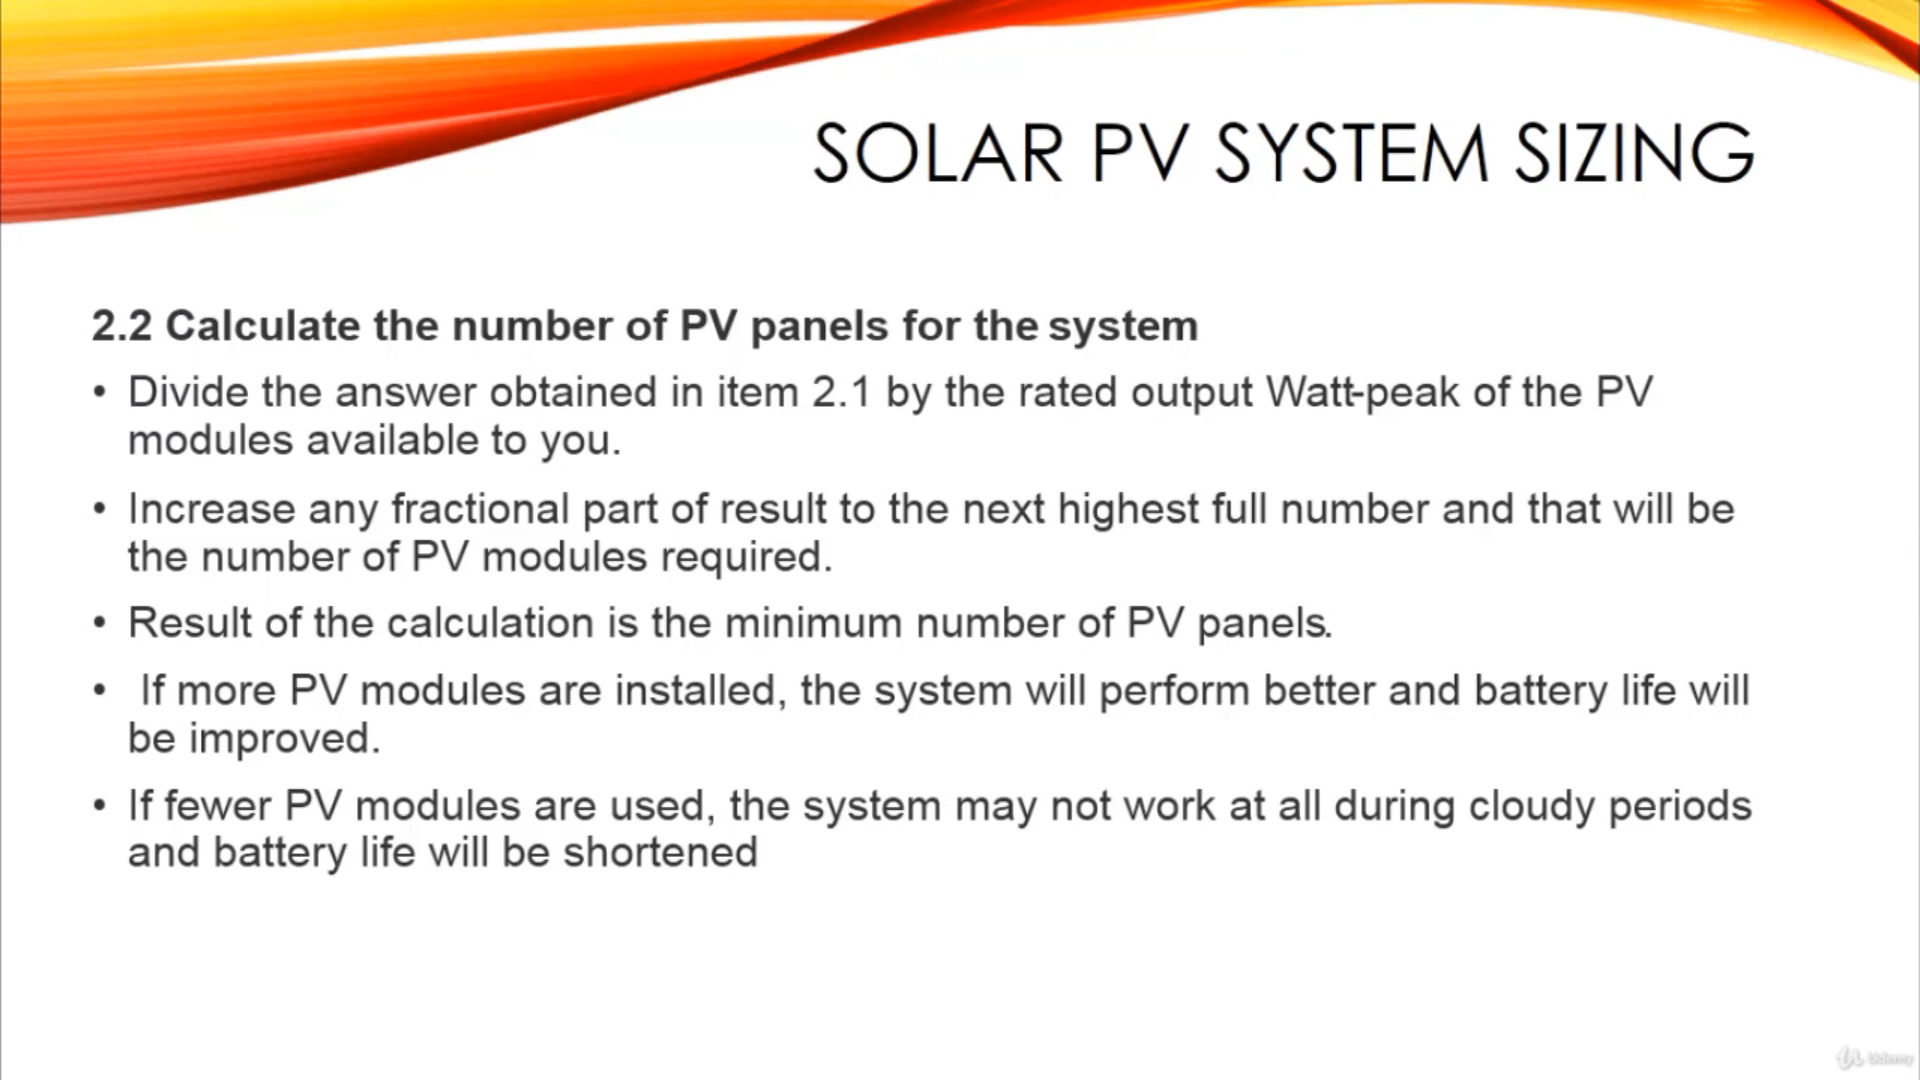 SOLAR PV SYSTEM SIZING
2.2 Calculate the number of PV panels for the system
• Divide the answer obtained in item 2.1 by the rated output Watt-peak of the PV
modules available to you.
• Increase any fractional part of result to the next highest full number and that will be
the number of PV modules required.
• Result of the calculation is the minimum number of PV panels.
• If more PV modules are installed, the system will perform better and battery life will
be improved.
• If fewer PV modules are used, the system may not work at all during cloudy periods
and battery life will be shortened
Udemy